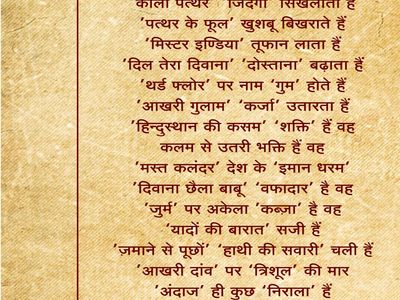 काला पत्थर’ ‘जिंदगी’ सिखलाता हैं
’पत्थर के फूल’ खुशबू बिखराते हैं
’मिस्टर इण्डिया’ तूफान लाता हैं
’दिल तेरा दिवाना’ ’दोस्ताना’ बढ़ाता हैं
’थर्ड फ्लोर’ पर नाम ‘गुम’ होते हैं
’आखरी गुलाम’ ‘कर्जा’ उतारता हैं
’हिन्दुस्थान की कसम’ ‘शक्ति’ हैं वह
कलम से उतरी भक्ति हैं वह
’मस्त कलंदर’ देश के ‘इमान धरम’
’दिवाना छैला बाबू’ ‘वफादार’ है वह
’जुर्म’ पर अकेला ‘कब्ज़ा’ है वह
’यादों की बारात’ सजी हैं
’ज़माने से पूछों’ ‘हाथी की सवारी’ चली हैं
’आखरी दांव’ पर ‘त्रिशूल’ की मार
’अंदाज’ ही कुछ ‘निराला’ हैं